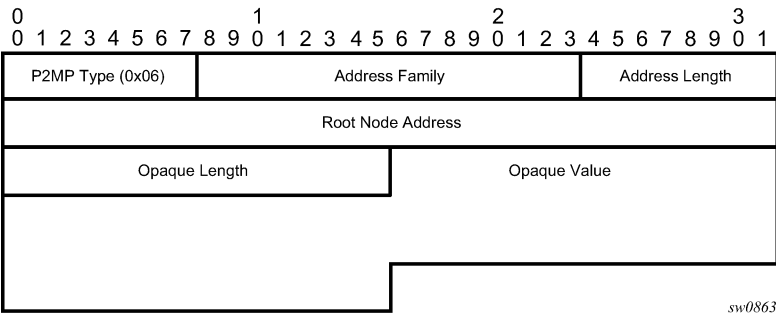 0 1 2 3
0 1 2 3 4 5 6 7 8 9 0 1 2 3 4 5 6 7 8 9 0 1 2 3 4 5 6 7 8 9 0 1
P2MP Type (0x06) Address Family Address Length
Root Node Address
Opaque Length Opaque Value
sw0863